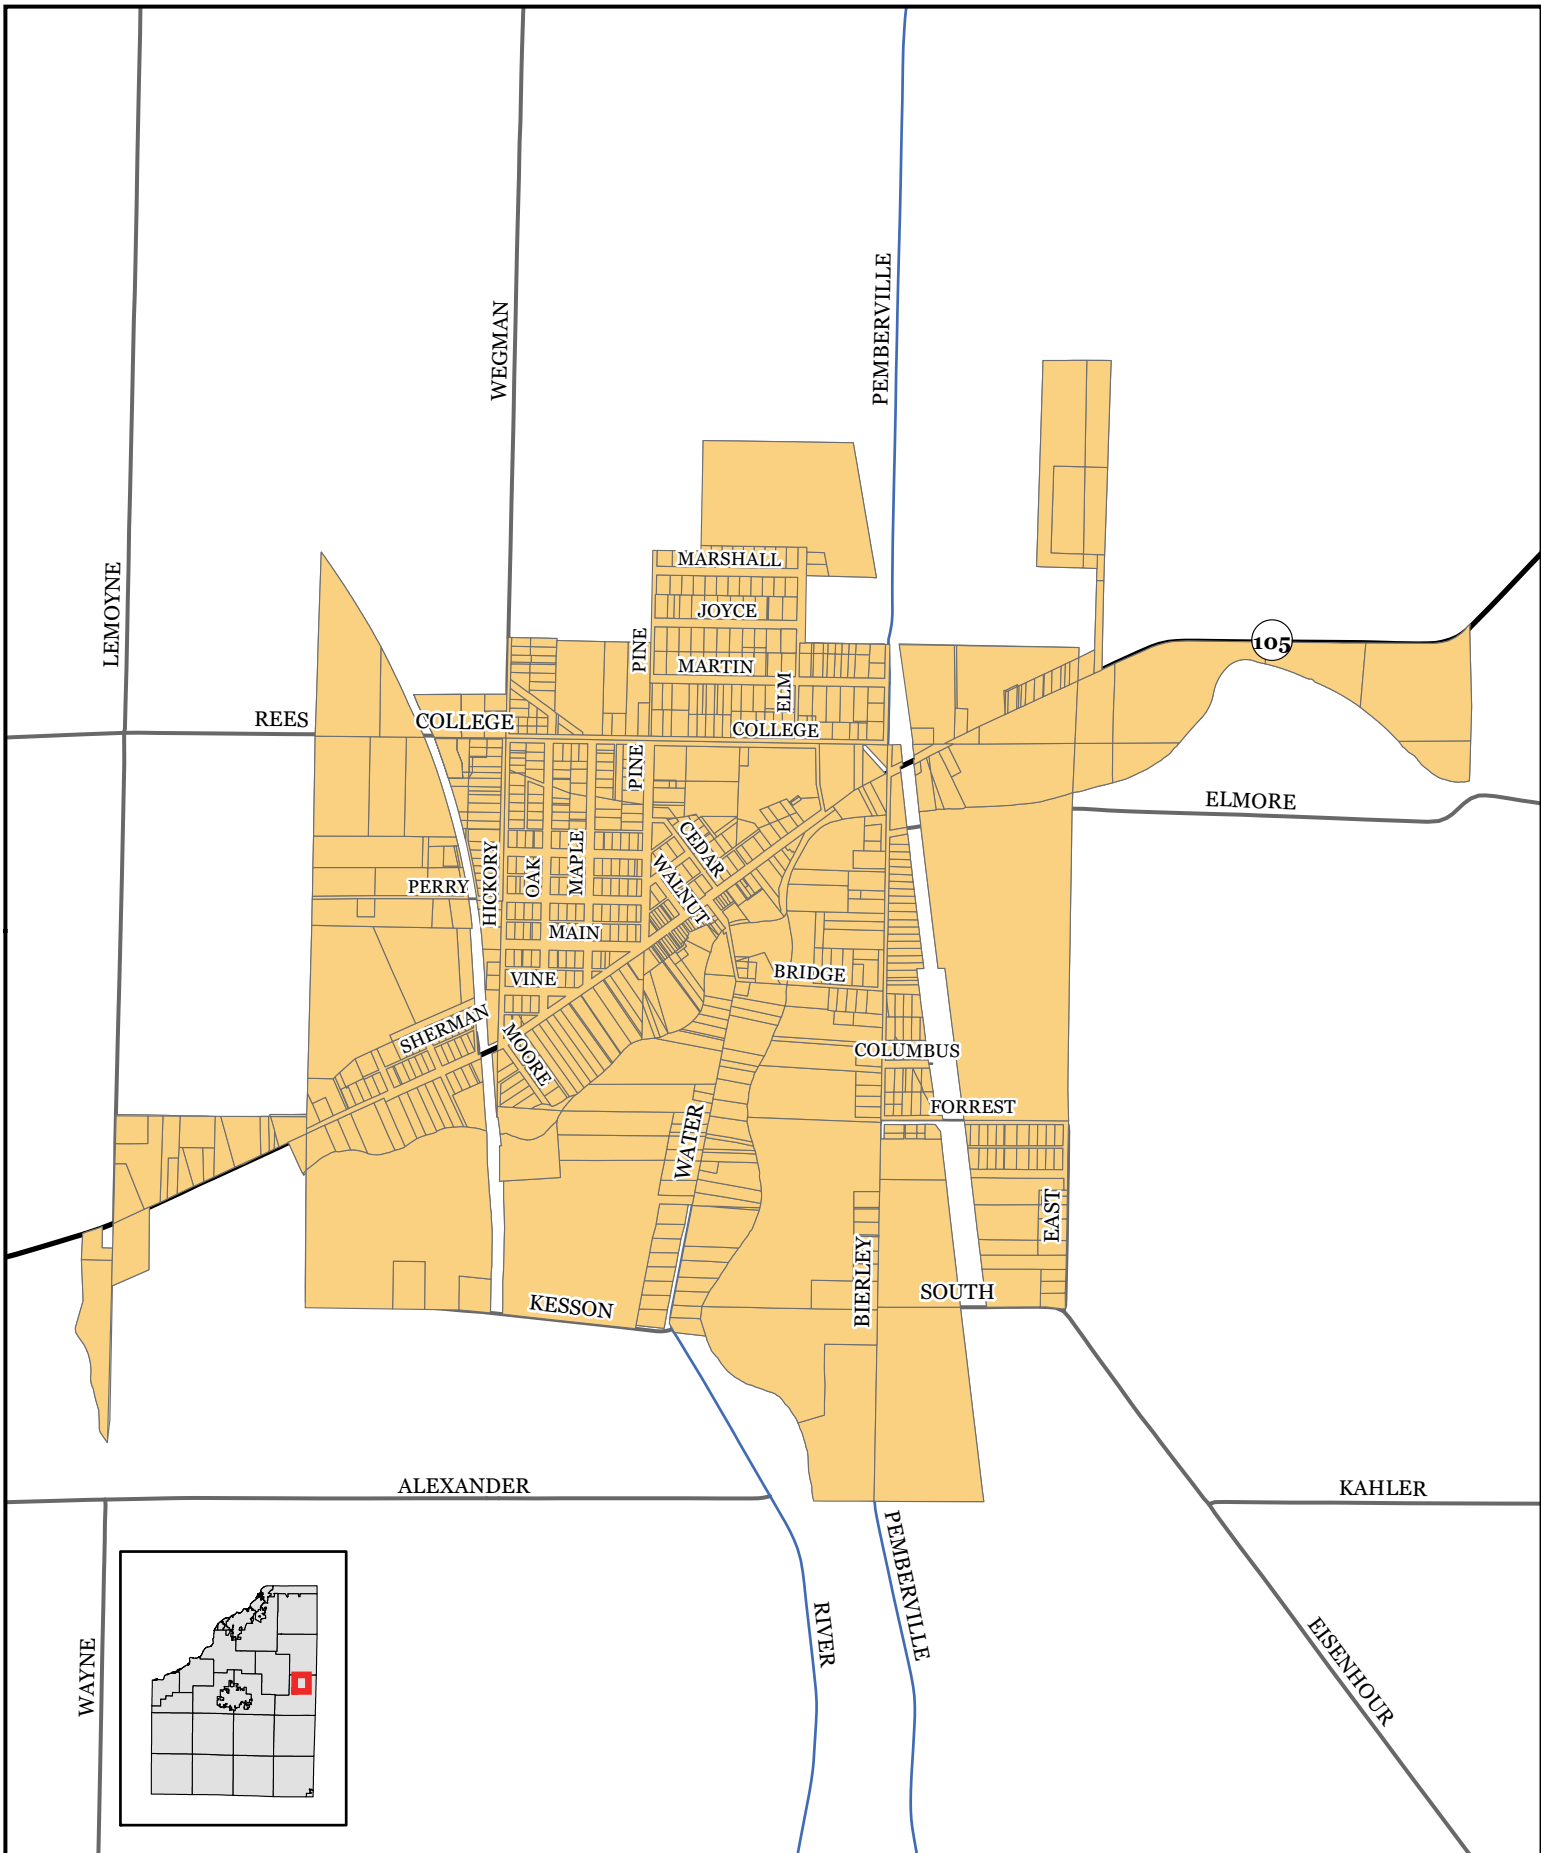 PEMBERVILLE
WEGMAN
MARSHALL
LEMOYNE
JOYCE
PINE
105
MARTIN
ELM
REES
COLLEGE
COLLEGE
PINE
ELMORE
CEDAR
MAPLE
OAK
HICKORY
WALNUT
PERRY
MAIN
BRIDGE
VINE
SHERMAN
MOORE
COLUMBUS
FORREST
WATER
EAST
BIERLEY
SOUTH
KESSON
ALEXANDER
KAHLER
PEMBERVILLE
RIVER
WAYNE
EISENHOUR